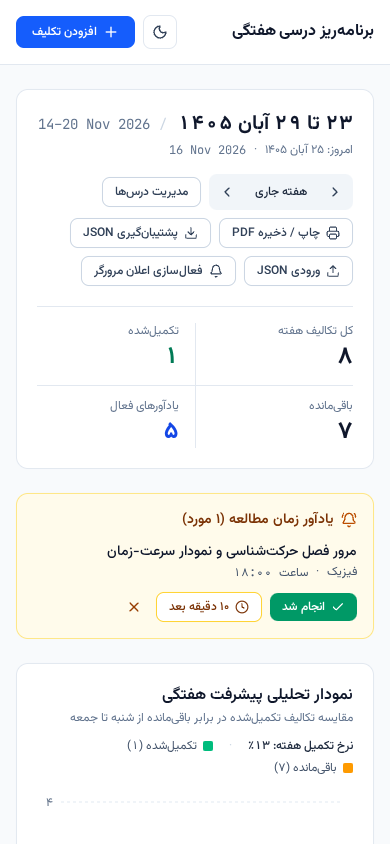 برنامه‌ریز درسی هفتگی
افزودن تکلیف
۲۳ تا ۲۹ آبان ۱۴۰۵ / 14–20 Nov 2026
امروز: ۲۵ آبان ۱۴۰۵ · 16 Nov 2026
هفته جاری
مدیریت درس‌ها
چاپ / ذخیره PDF
پشتیبان‌گیری JSON
ورودی JSON
فعال‌سازی اعلان مرورگر
کل تکالیف هفته
۸
تکمیل‌شده
۱
باقی‌مانده
۷
یادآورهای فعال
۵
یادآور زمان مطالعه (۱ مورد)
مرور فصل حرکت‌شناسی و نمودار سرعت-زمان
فیزیک · ساعت ۱۸:۰۰
انجام شد
۱۰ دقیقه بعد
نمودار تحلیلی پیشرفت هفتگی
مقایسه تکالیف تکمیل‌شده در برابر باقی‌مانده از شنبه تا جمعه
نرخ تکمیل هفته: ۱۳٪ · تکمیل‌شده (۱)
باقی‌مانده (۷)
۴